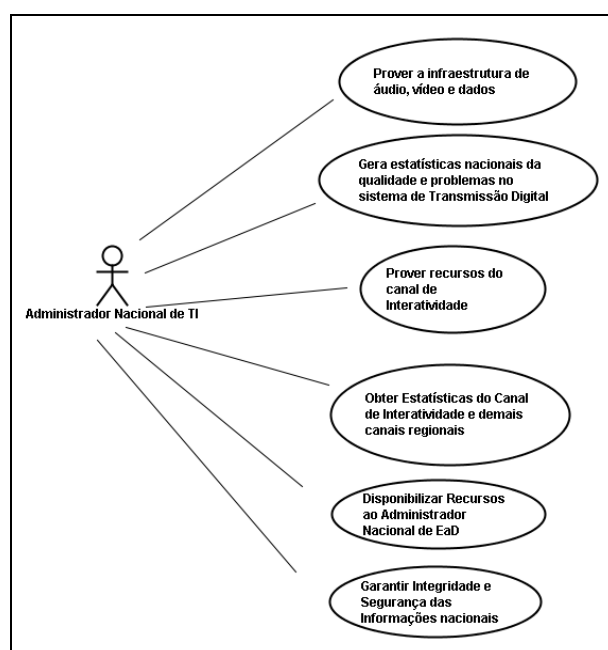 Prover a infraestrutura de
áudio, vídeo e dados
Gera estatísticas nacionais da
qualidade e problemas no
sistema de Transmissão Digital
Prover recursos do
canal de
Interatividade
Administrador Nacional de TI
Obter Estatísticas do Canal
de Interatividade e demais
canais regionais
Disponibilizar Recursos
ao Administrador
Nacional de EaD
Garantir Integridade e
Segurança das
Informações nacionais